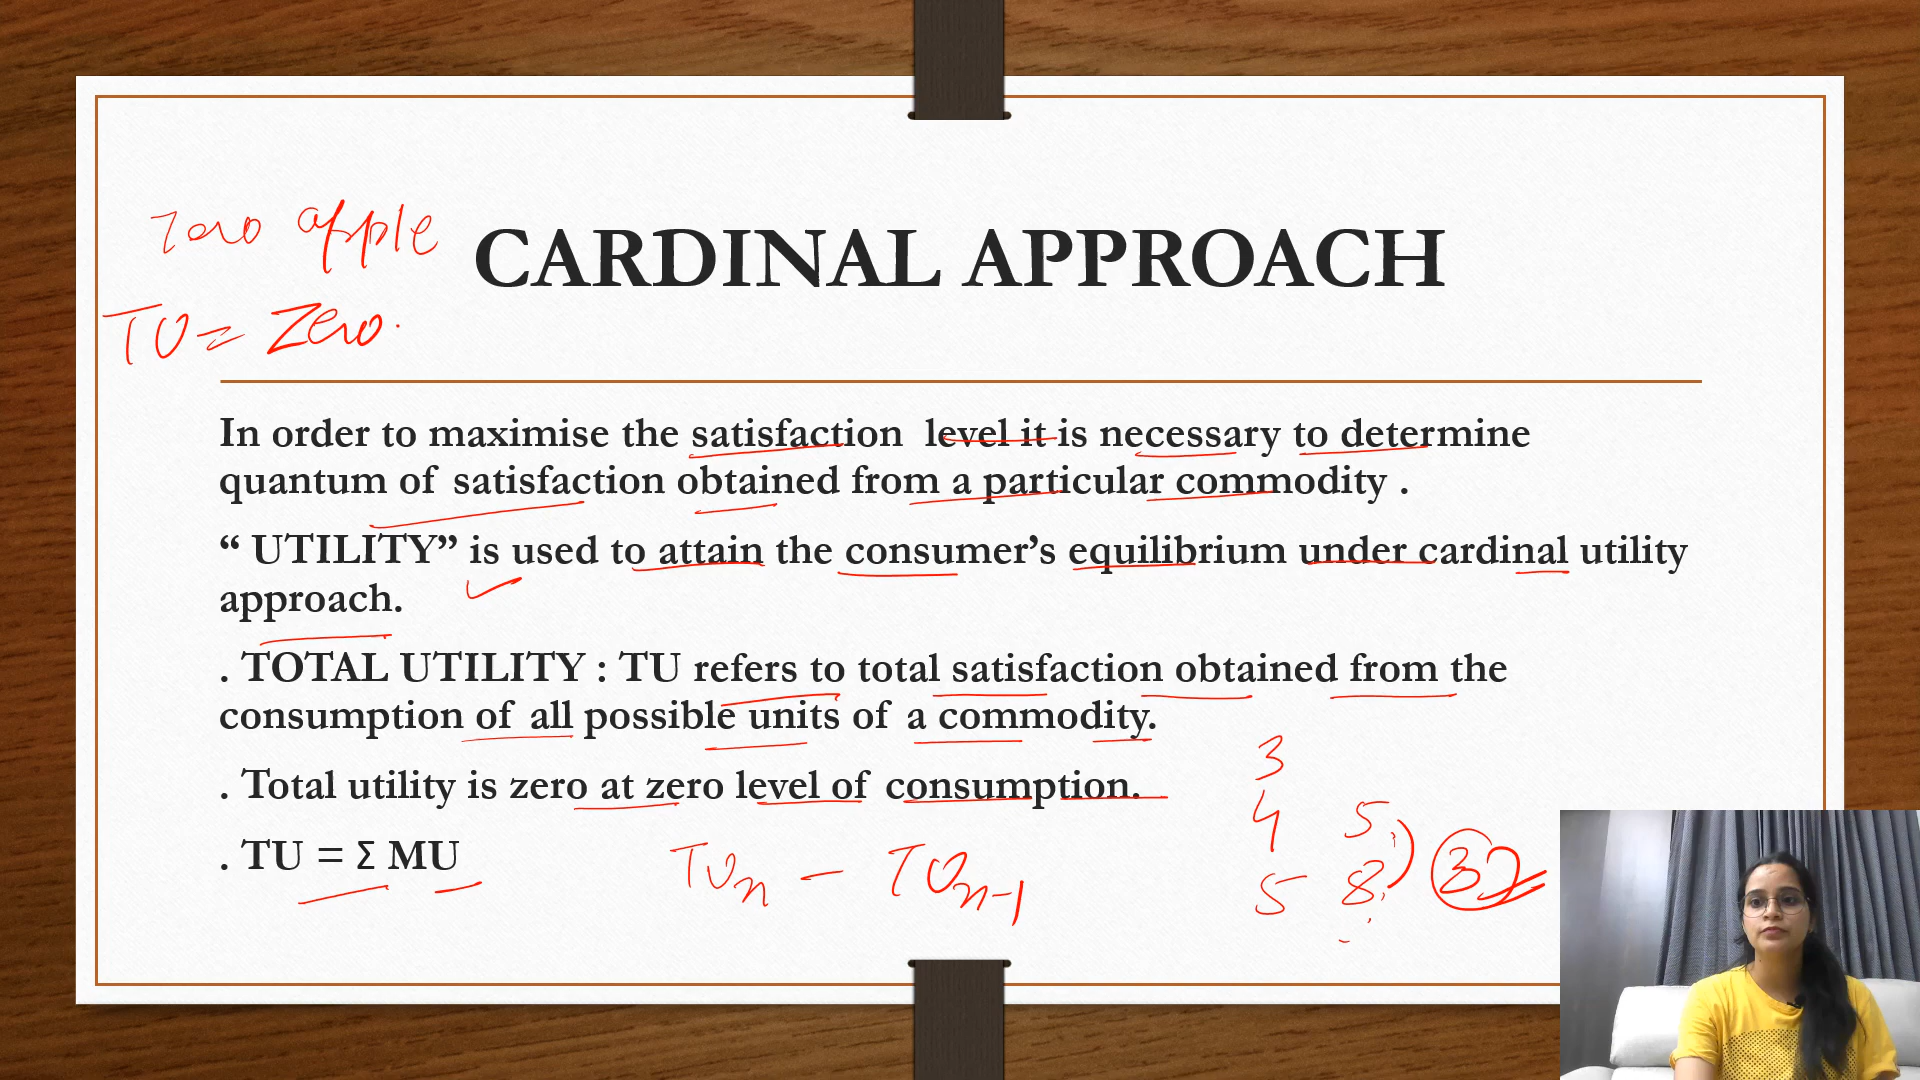 zero apple
CARDINAL APPROACH
TU = Zero.
In order to maximise the satisfaction level it is necessary to determine
quantum of satisfaction obtained from a particular commodity .
“ UTILITY” is used to attain the consumer’s equilibrium under cardinal utility
approach.
. TOTAL UTILITY : TU refers to total satisfaction obtained from the
consumption of all possible units of a commodity.
. Total utility is zero at zero level of consumption.
. TU = Σ MU
TUn - TUn-1
3
4 5
5 8
32